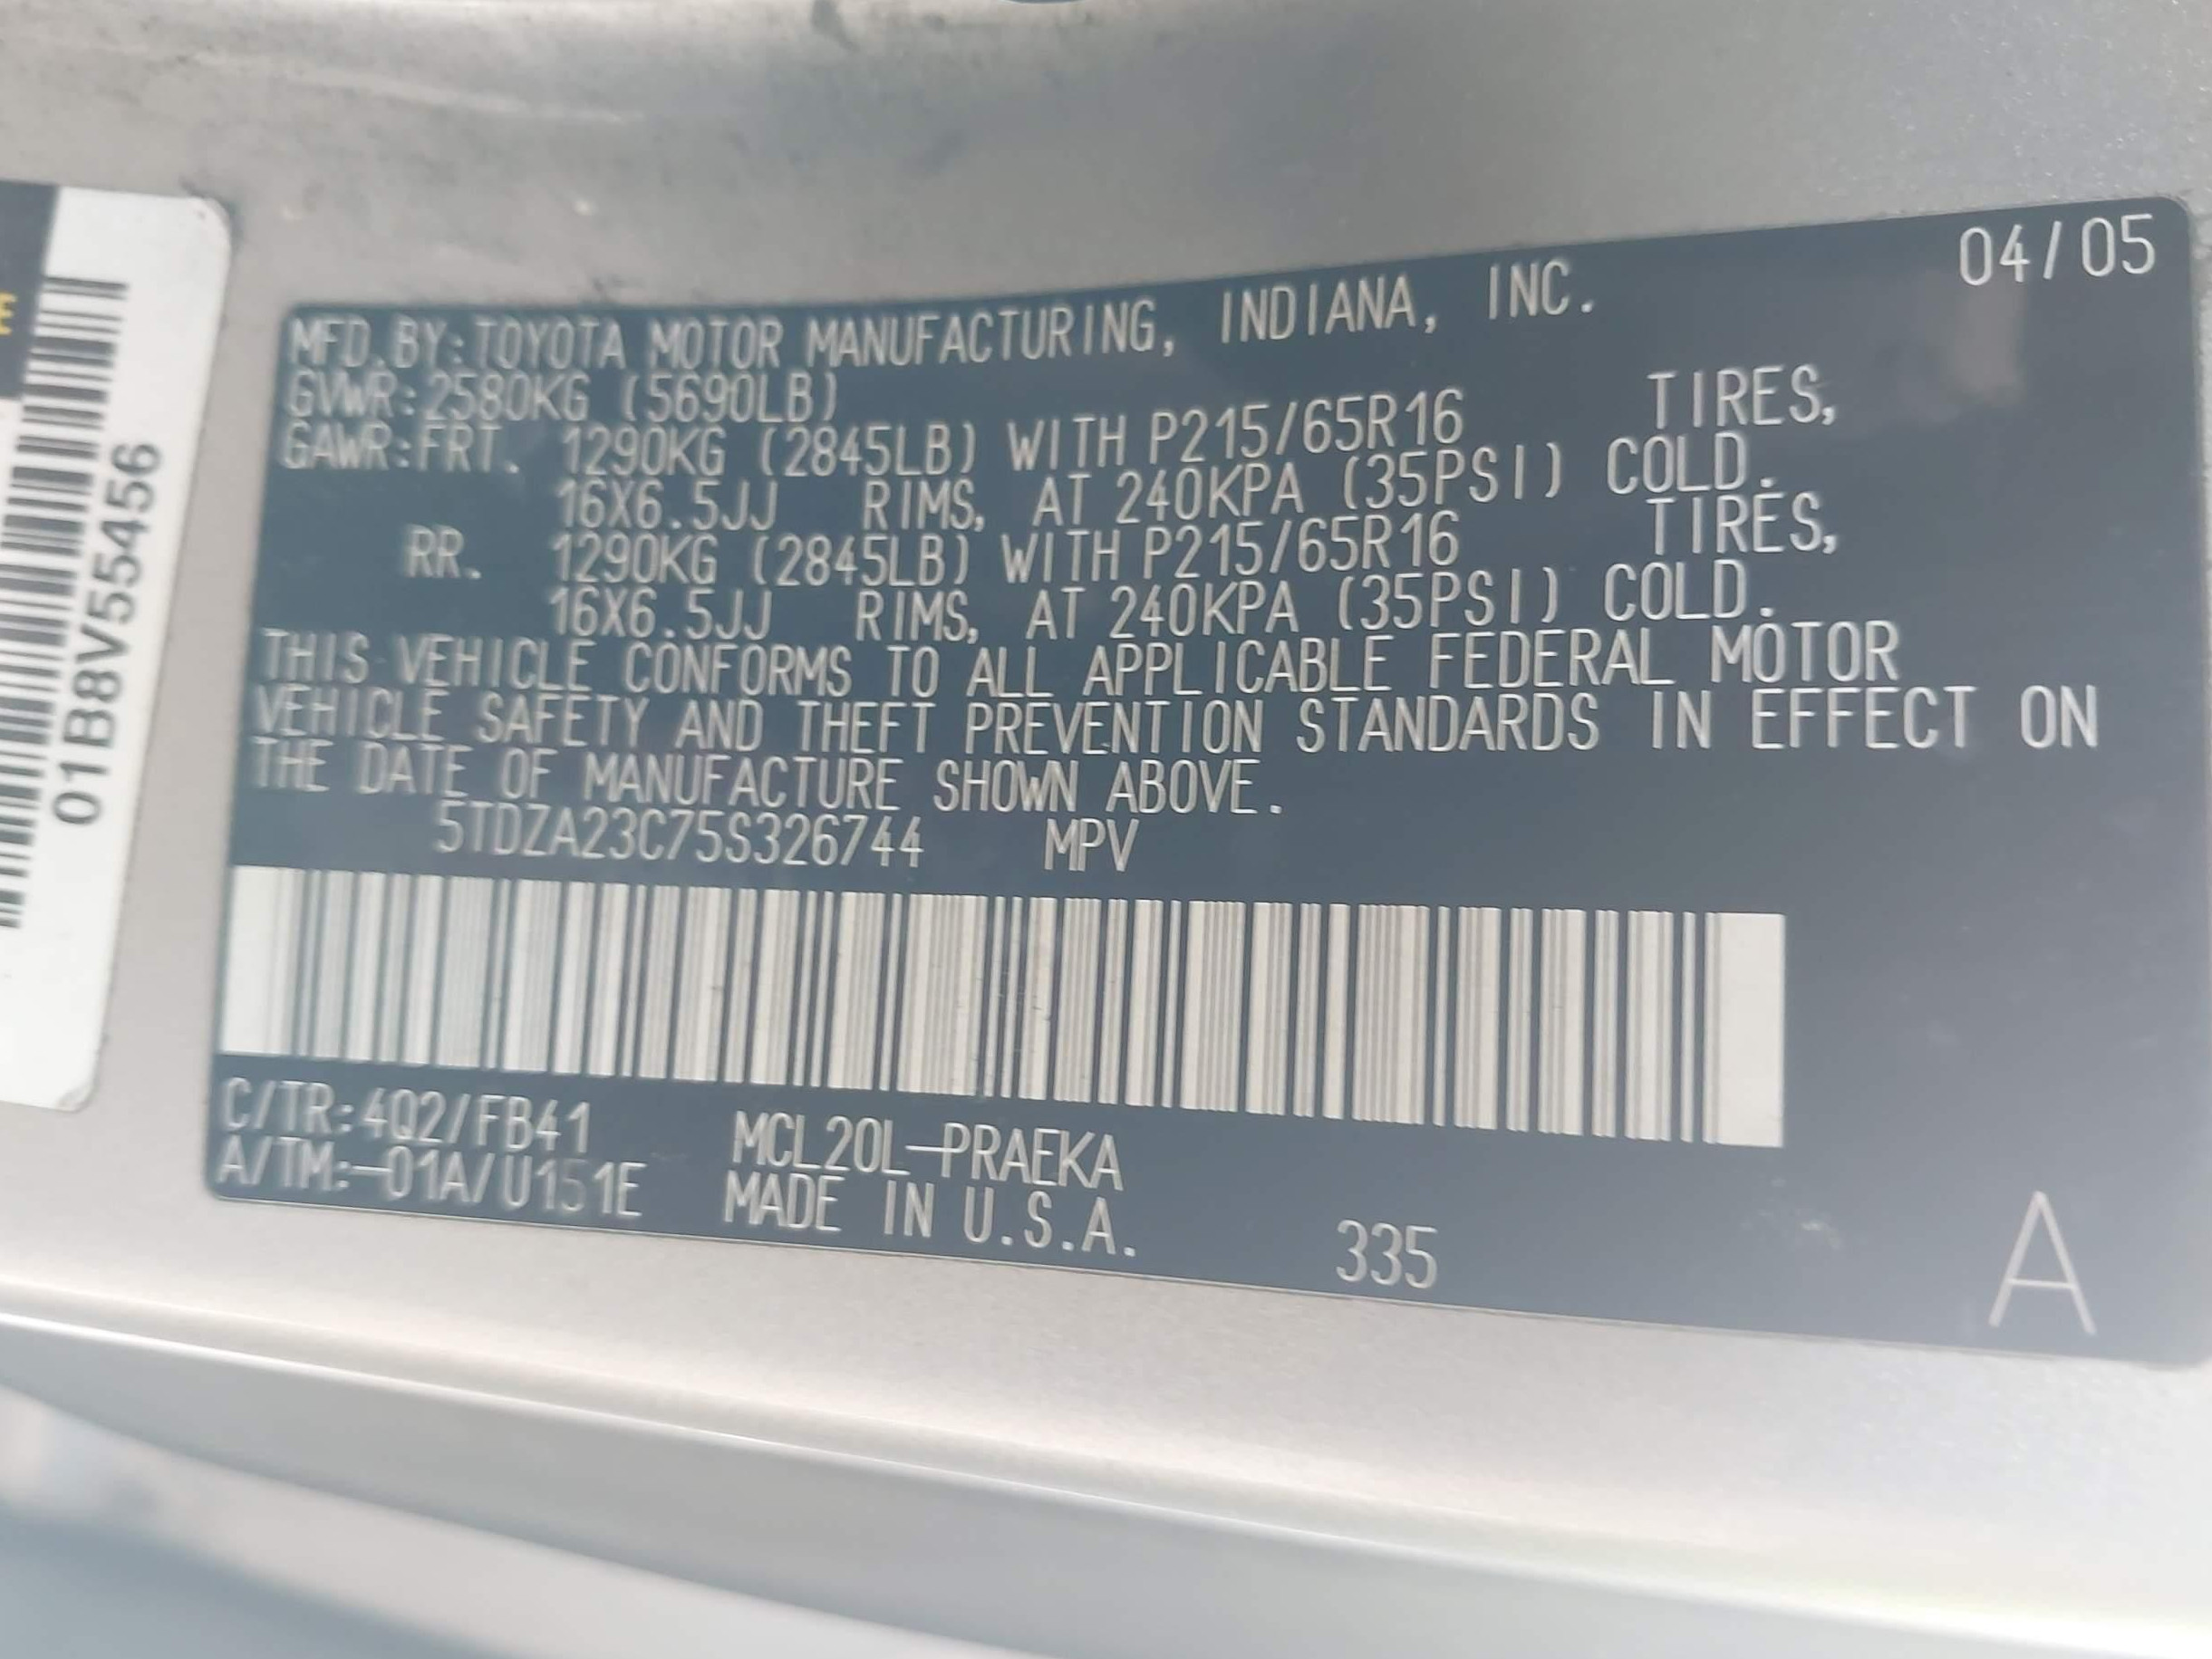 04/05
MFD.BY:TOYOTA MOTOR MANUFACTURING, INDIANA, INC.
GVWR:2580KG (5690LB)
GAWR:FRT. 1290KG (2845LB) WITH P215/65R16 TIRES,
16X6.5JJ RIMS, AT 240KPA (35PSI) COLD.
RR. 1290KG (2845LB) WITH P215/65R16 TIRES,
16X6.5JJ RIMS, AT 240KPA (35PSI) COLD.
THIS VEHICLE CONFORMS TO ALL APPLICABLE FEDERAL MOTOR
VEHICLE SAFETY AND THEFT PREVENTION STANDARDS IN EFFECT ON
THE DATE OF MANUFACTURE SHOWN ABOVE.
5TDZA23C75S326744 MPV
C/TR:4Q2/FB41 MCL20L-PRAEKA
A/TM:-01A/U151E MADE IN U.S.A. 335
A
01B8V55456